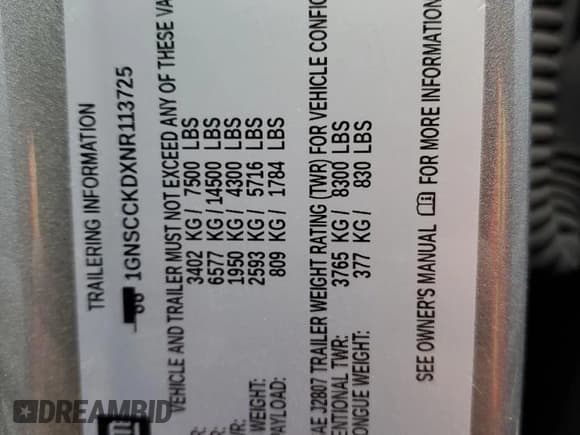 TRAILERING INFORMATION
1GNSCCKDXNR113725
VEHICLE AND TRAILER MUST NOT EXCEED ANY OF THESE VA
R: 3402 KG/ 7500 LBS
R: 6577 KG/14500 LBS
WR: 1950 KG/ 4300 LBS
WEIGHT: 2593 KG/ 5716 LBS
AYLOAD: 809 KG/ 1784 LBS
AE J2807 TRAILER WEIGHT RATING (TWR) FOR VEHICLE CONFIG
ENTIONAL TWR: 3765 KG/ 8300 LBS
ONGUE WEIGHT: 377 KG/ 830 LBS
SEE OWNER'S MANUAL FOR MORE INFORMATION
DREAMBID